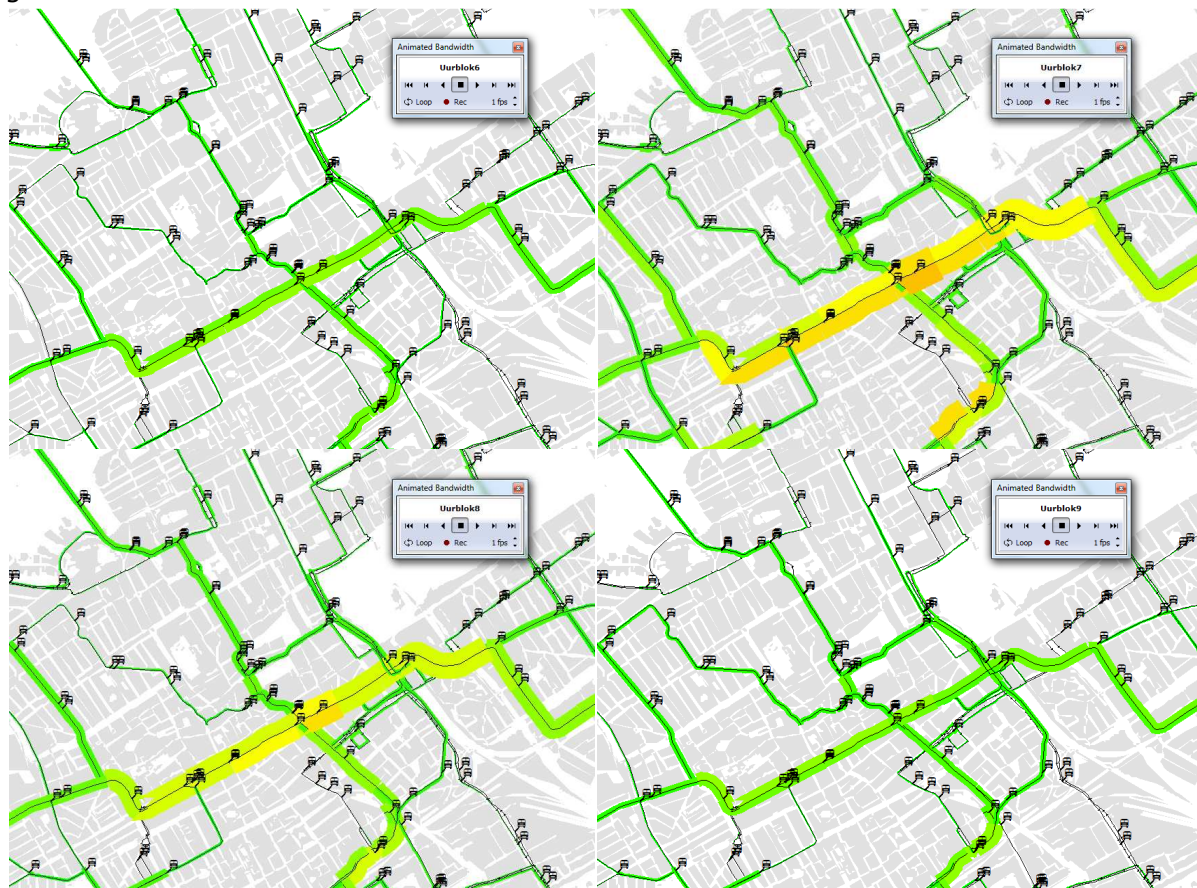 Animated Bandwidth
Uurblok6
Loop Rec 1 fps
Animated Bandwidth
Uurblok7
Loop Rec 1 fps
Animated Bandwidth
Uurblok8
Loop Rec 1 fps
Animated Bandwidth
Uurblok9
Loop Rec 1 fps